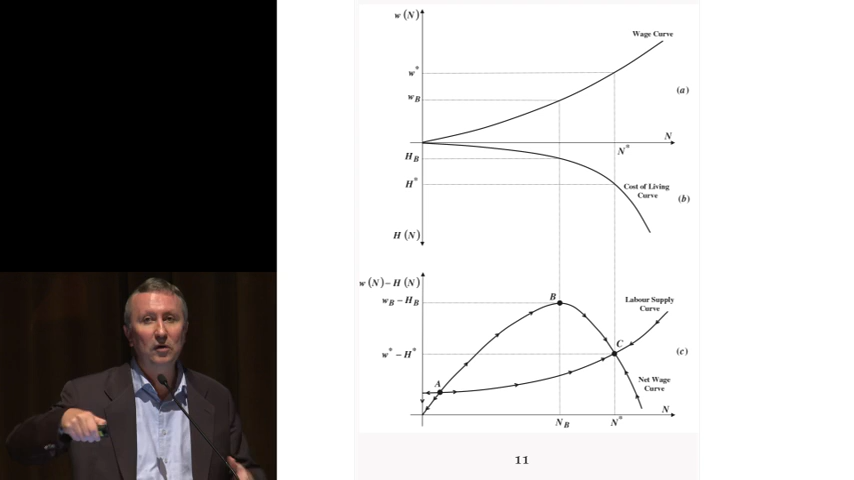 w (N)
Wage Curve
w*
w_B
(a)
N
N*
H_B
H*
Cost of Living
Curve
(b)
H (N)
w (N) – H (N)
w_B – H_B
B
Labour Supply
Curve
w* – H*
C
(c)
A
Net Wage
Curve
N
N_B
N*
11